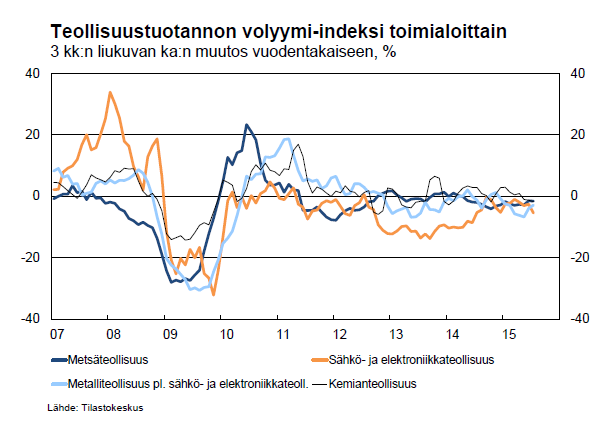 Teollisuustuotannon volyymi-indeksi toimialoittain
3 kk:n liukuvan ka:n muutos vuodentakaiseen, %
40 40
20 20
0 0
-20 -20
-40 -40
07 08 09 10 11 12 13 14 15
Metsäteollisuus Sähkö- ja elektroniikkateollisuus
Metalliteollisuus pl. sähkö- ja elektroniikkateoll. Kemianteollisuus
Lähde: Tilastokeskus